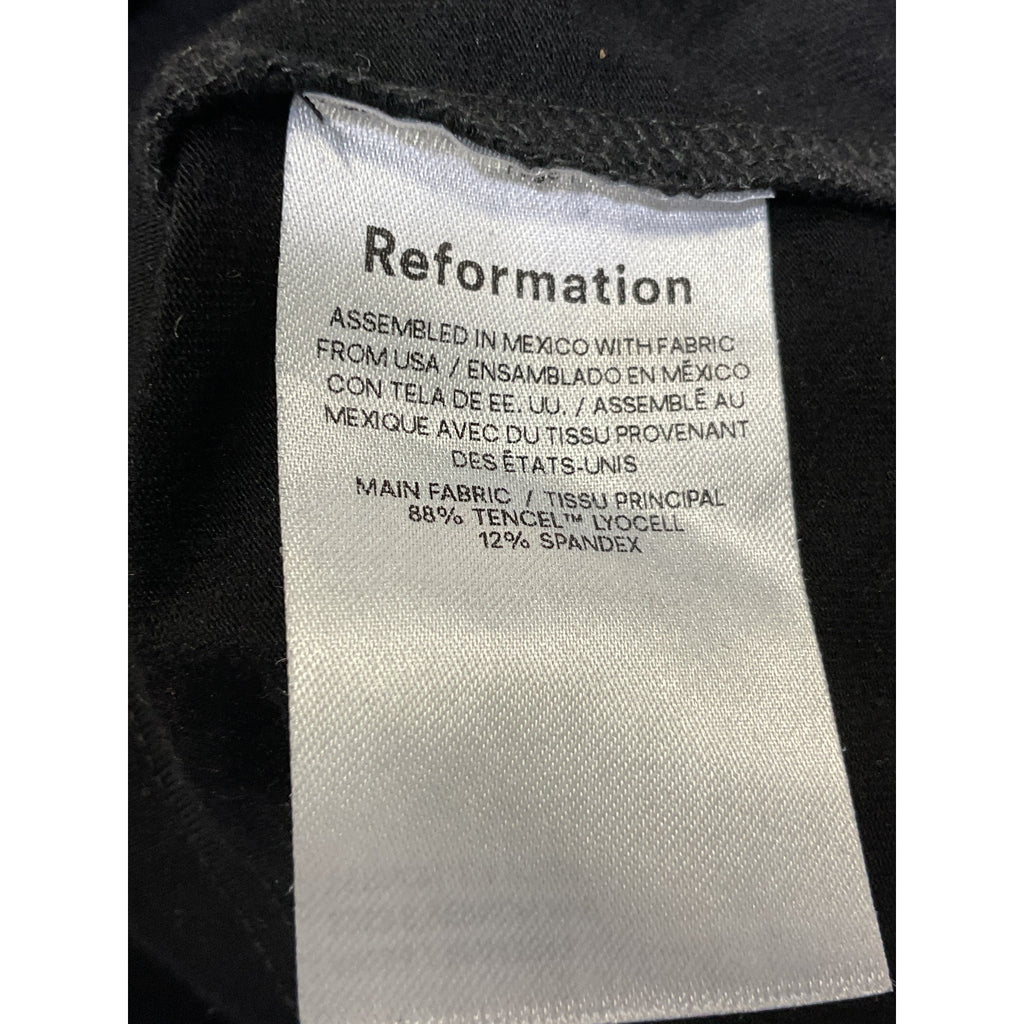 Reformation
ASSEMBLED IN MEXICO WITH FABRIC
FROM USA / ENSAMBLADO EN MÉXICO
CON TELA DE EE. UU. / ASSEMBLÉ AU
MEXIQUE AVEC DU TISSU PROVENANT
DES ÉTATS-UNIS
MAIN FABRIC / TISSU PRINCIPAL
88% TENCEL™ LYOCELL
12% SPANDEX